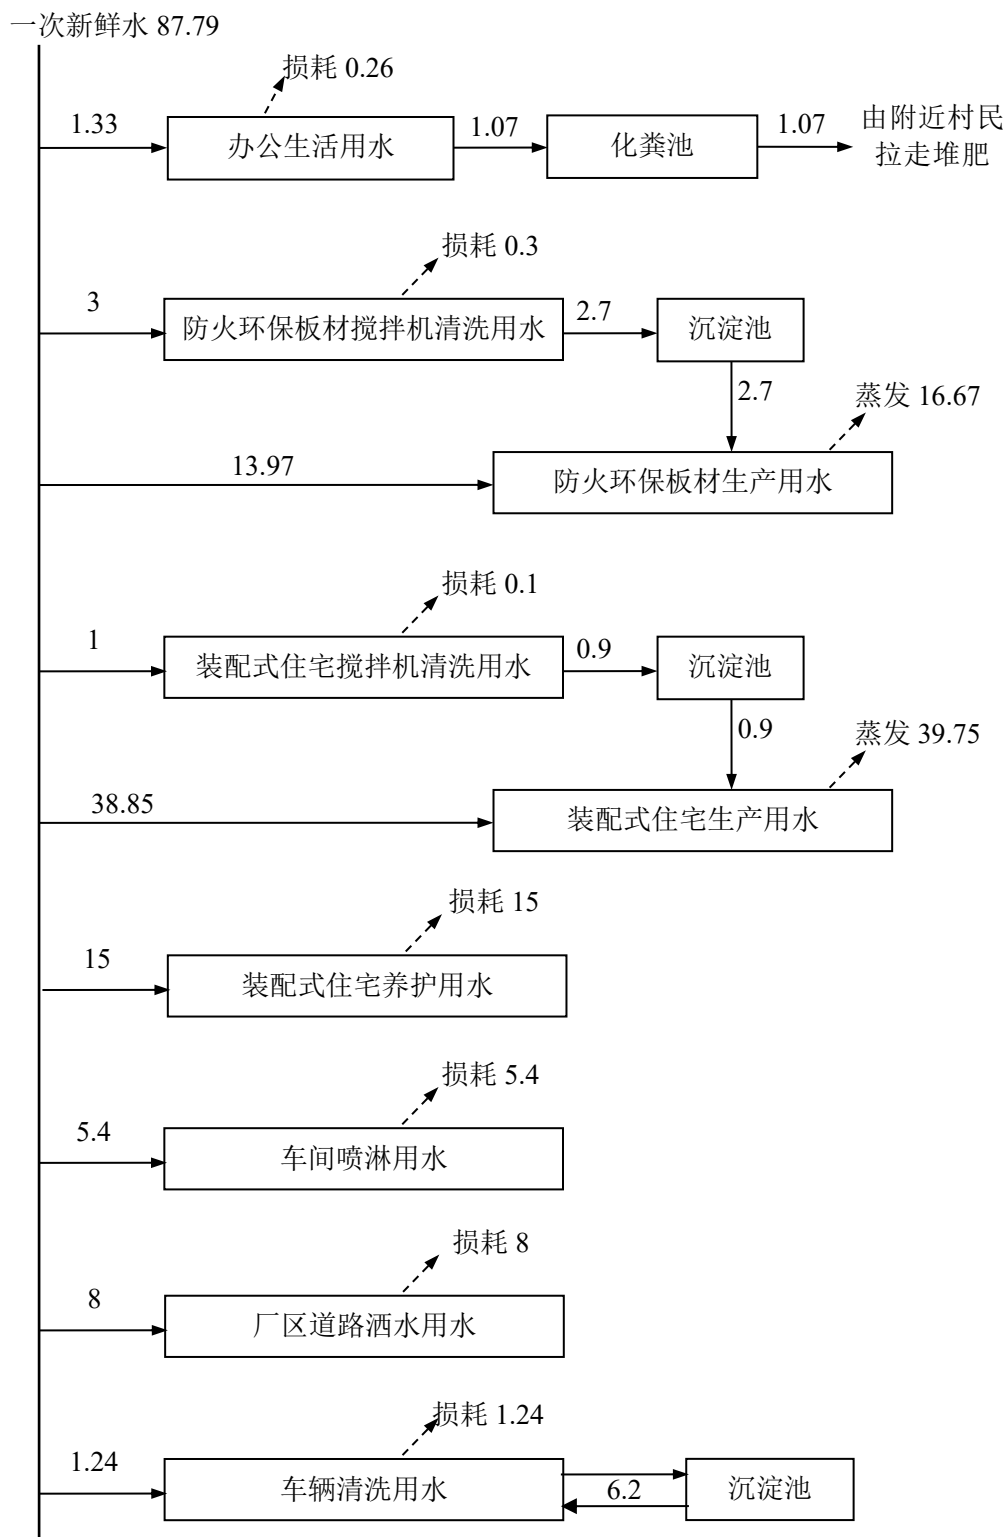 一次新鲜水 87.79
损耗 0.26
1.33
办公生活用水
1.07
化粪池
1.07
由附近村民
拉走堆肥
损耗 0.3
3
防火环保板材搅拌机清洗用水
2.7
沉淀池
2.7
蒸发 16.67
13.97
防火环保板材生产用水
损耗 0.1
1
装配式住宅搅拌机清洗用水
0.9
沉淀池
0.9
蒸发 39.75
38.85
装配式住宅生产用水
损耗 15
15
装配式住宅养护用水
损耗 5.4
5.4
车间喷淋用水
损耗 8
8
厂区道路洒水用水
损耗 1.24
1.24
车辆清洗用水
6.2
沉淀池